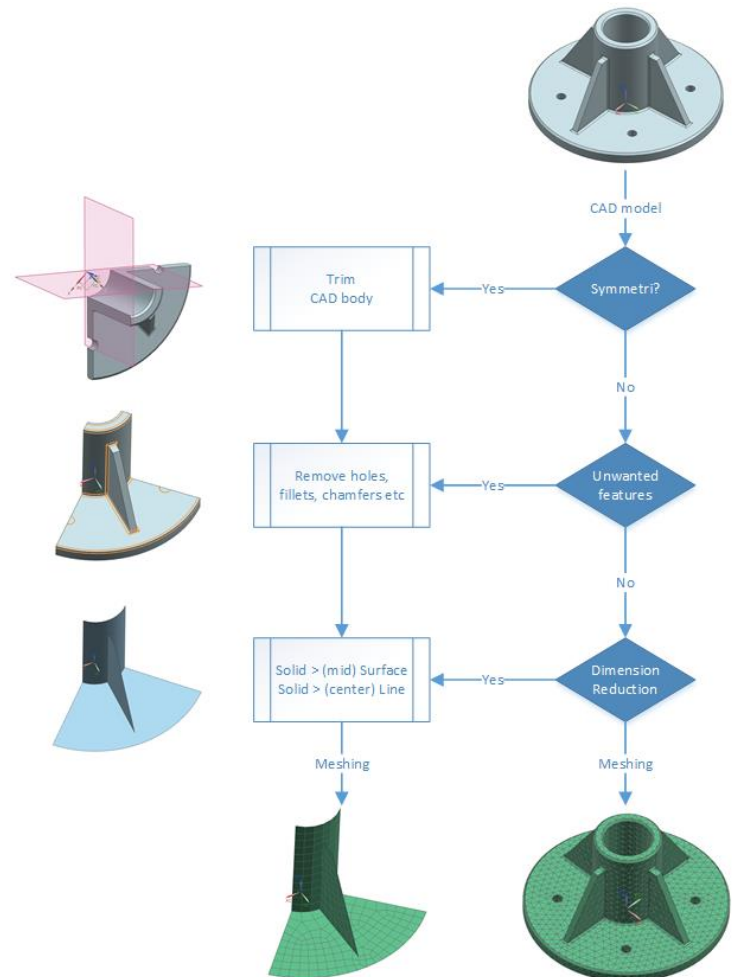 CAD model
Trim
CAD body
Yes
Symmetri?
No
Remove holes,
fillets, chamfers etc
Yes
Unwanted
features
No
Solid > (mid) Surface
Solid > (center) Line
Yes
Dimension
Reduction
Meshing
Meshing